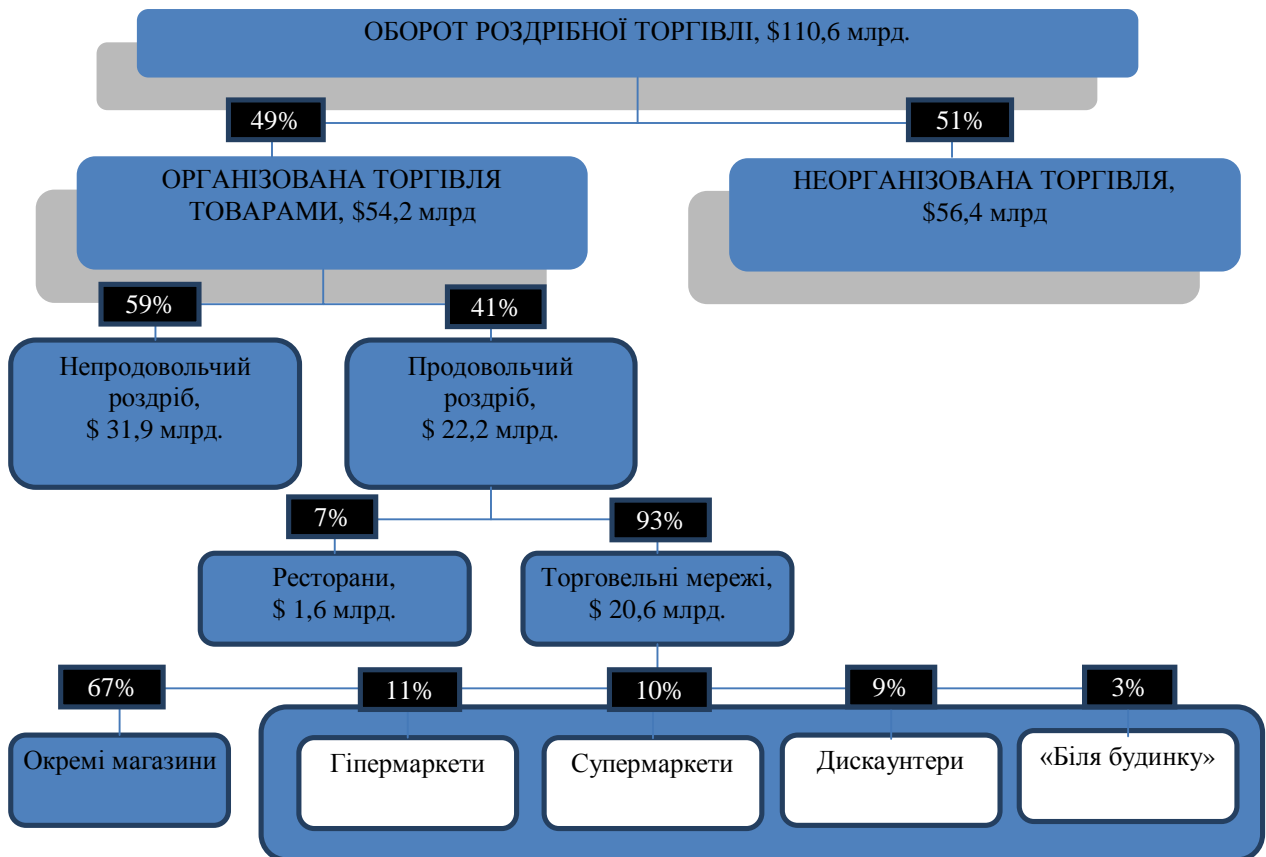 ОБОРОТ РОЗДРІБНОЇ ТОРГІВЛІ, $110,6 млрд.
49%
51%
ОРГАНІЗОВАНА ТОРГІВЛЯ
ТОВАРАМИ, $54,2 млрд
НЕОРГАНІЗОВАНА ТОРГІВЛЯ,
$56,4 млрд
59%
41%
Непродовольчий
роздріб,
$ 31,9 млрд.
Продовольчий
роздріб,
$ 22,2 млрд.
7%
93%
Ресторани,
$ 1,6 млрд.
Торговельні мережі,
$ 20,6 млрд.
67%
11%
10%
9%
3%
Окремі магазини
Гіпермаркети
Супермаркети
Дискаунтери
«Біля будинку»